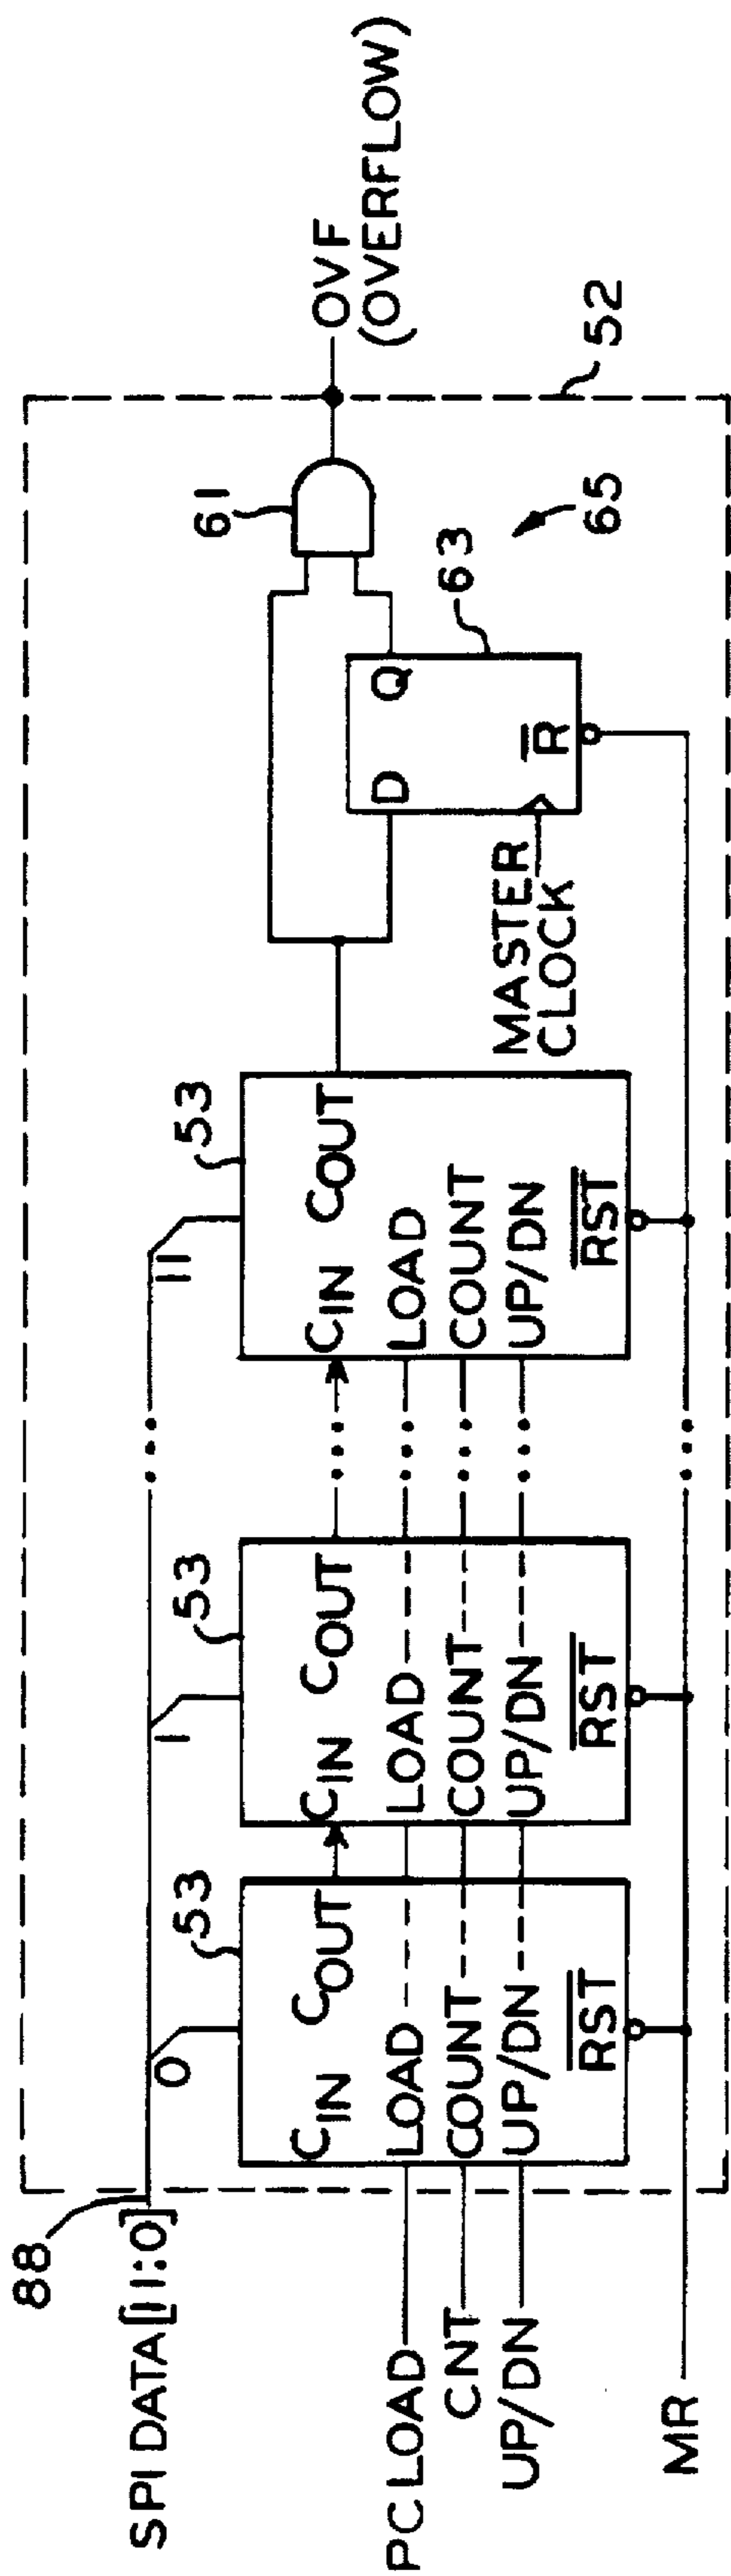 88
SPI DATA[11:0]
0
1
11
53
53
53
CIN COUT
LOAD
COUNT
UP/DN
RST
CIN COUT
LOAD
COUNT
UP/DN
RST
CIN COUT
LOAD
COUNT
UP/DN
RST
PC LOAD
CNT
UP/DN
MR
MASTER
CLOCK
D Q
R
63
61
65
OVF
(OVERFLOW)
52